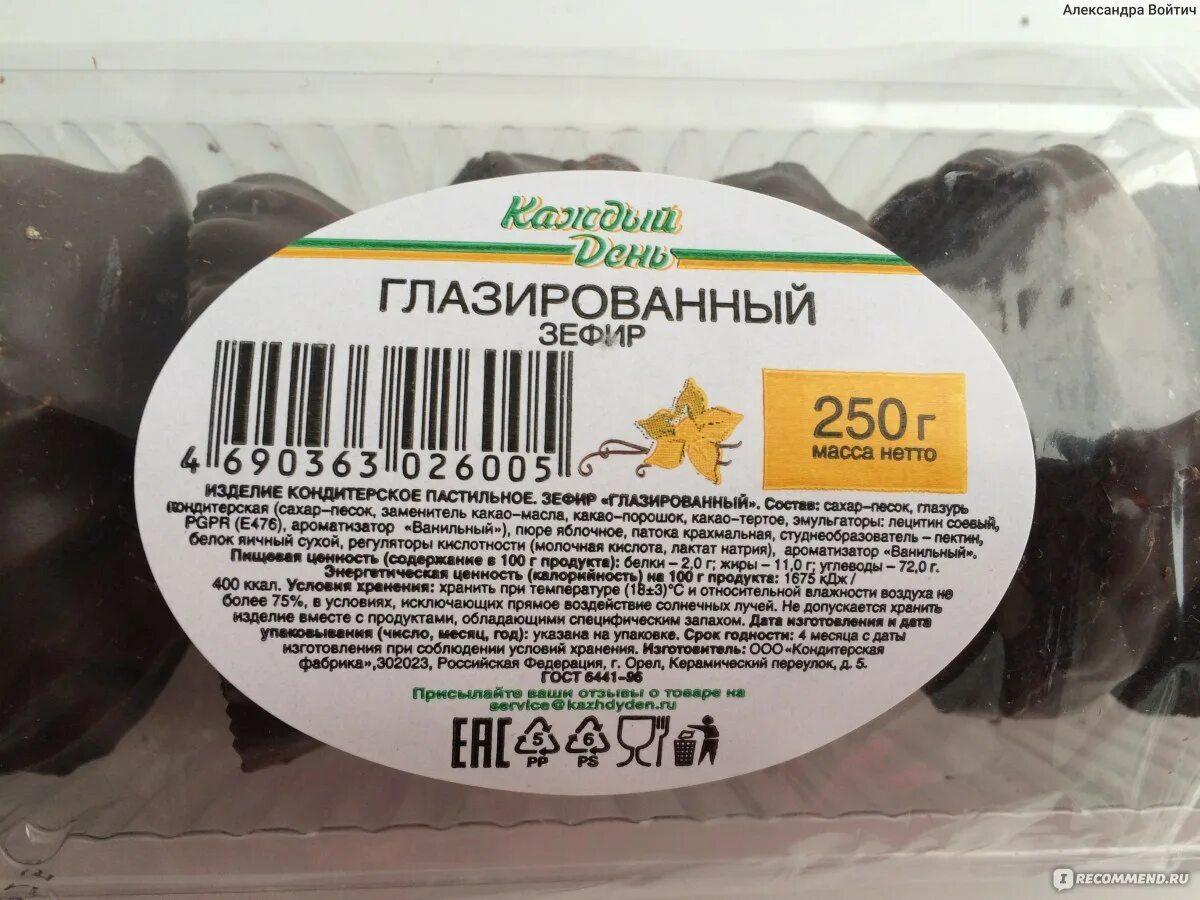 Александра Войтич
Каждый
День
ГЛАЗИРОВАННЫЙ
ЗЕФИР
250 г
масса нетто
4 690363 026005
ИЗДЕЛИЕ КОНДИТЕРСКОЕ ПАСТИЛЬНОЕ. ЗЕФИР «ГЛАЗИРОВАННЫЙ». Состав: сахар-песок, глазурь
кондитерская (сахар-песок, заменитель какао-масла, какао-порошок, какао-тертое, эмульгаторы: лецитин соевый,
PGPR (E476), ароматизатор «Ванильный»), пюре яблочное, патока крахмальная, студнеобразователь – пектин,
белок яичный сухой, регуляторы кислотности (молочная кислота, лактат натрия), ароматизатор «Ванильный».
Пищевая ценность (содержание в 100 г продукта): белки – 2,0 г; жиры – 11,0 г; углеводы – 72,0 г.
Энергетическая ценность (калорийность) на 100 г продукта: 1675 кДж /
400 ккал. Условия хранения: хранить при температуре (18±3)°С и относительной влажности воздуха не
более 75%, в условиях, исключающих прямое воздействие солнечных лучей. Не допускается хранить
изделие вместе с продуктами, обладающими специфическим запахом. Дата изготовления и дата
упаковывания (число, месяц, год): указана на упаковке. Срок годности: 4 месяца с даты
изготовления при соблюдении условий хранения. Изготовитель: ООО«Кондитерская
фабрика»,302023, Российская Федерация, г. Орел, Керамический переулок, д. 5.
ГОСТ 6441-96
Присылайте ваши отзывы о товаре на
service@kazhdyden.ru
EAC 5 6
PP PS
IRECOMMEND.RU